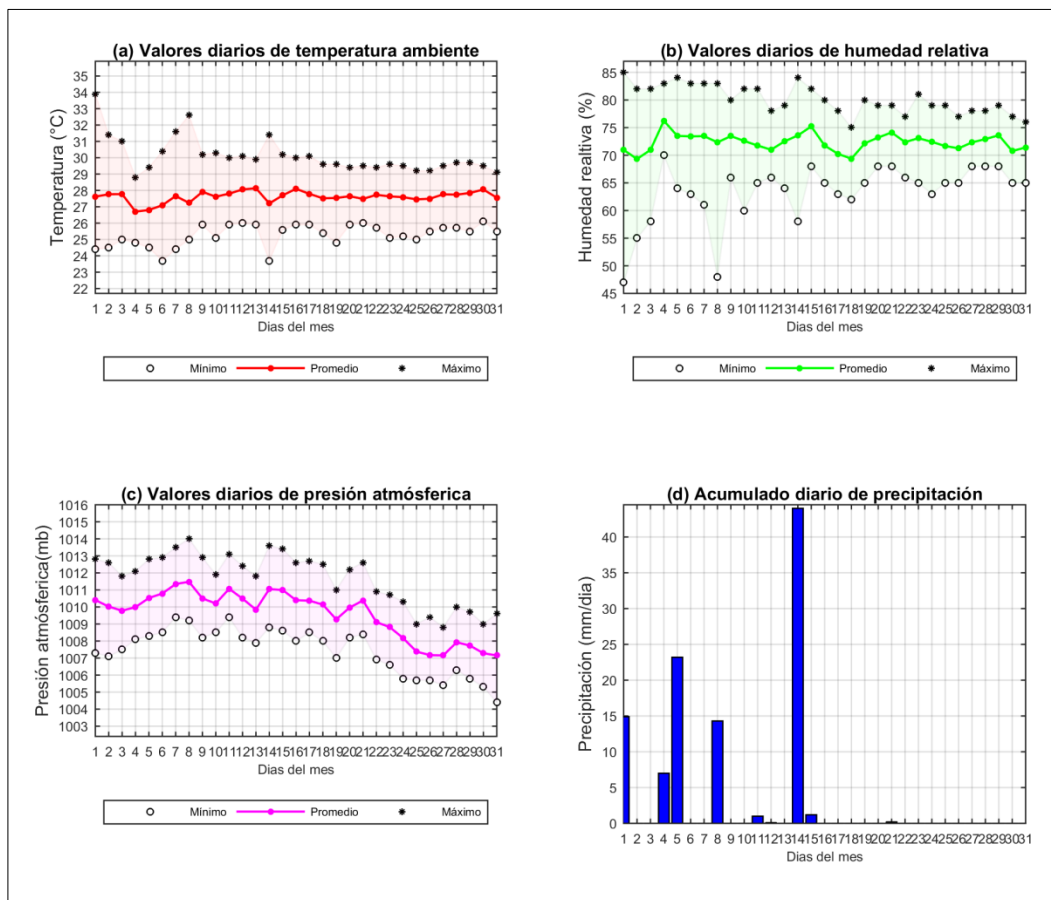 (a) Valores diarios de temperatura ambiente
35
34
33
32
31
30
29
28
27
26
25
24
23
22
Temperatura (°C)
1 2 3 4 5 6 7 8 9 10 11 12 13 14 15 16 17 18 19 20 21 22 23 24 25 26 27 28 29 30 31
Dias del mes
Mínimo Promedio Máximo
(b) Valores diarios de humedad relativa
85
80
75
70
65
60
55
50
45
Humedad realtiva (%)
1 2 3 4 5 6 7 8 9 10 11 12 13 14 15 16 17 18 19 20 21 22 23 24 25 26 27 28 29 30 31
Dias del mes
Mínimo Promedio Máximo
(c) Valores diarios de presión atmósferica
1016
1015
1014
1013
1012
1011
1010
1009
1008
1007
1006
1005
1004
1003
Presión atmósferica(mb)
1 2 3 4 5 6 7 8 9 10 11 12 13 14 15 16 17 18 19 20 21 22 23 24 25 26 27 28 29 30 31
Dias del mes
Mínimo Promedio Máximo
(d) Acumulado diario de precipitación
40
35
30
25
20
15
10
5
0
Precipitación (mm/dia)
1 2 3 4 5 6 7 8 9 10 11 12 13 14 15 16 17 18 19 20 21 22 23 24 25 26 27 28 29 30 31
Dias del mes